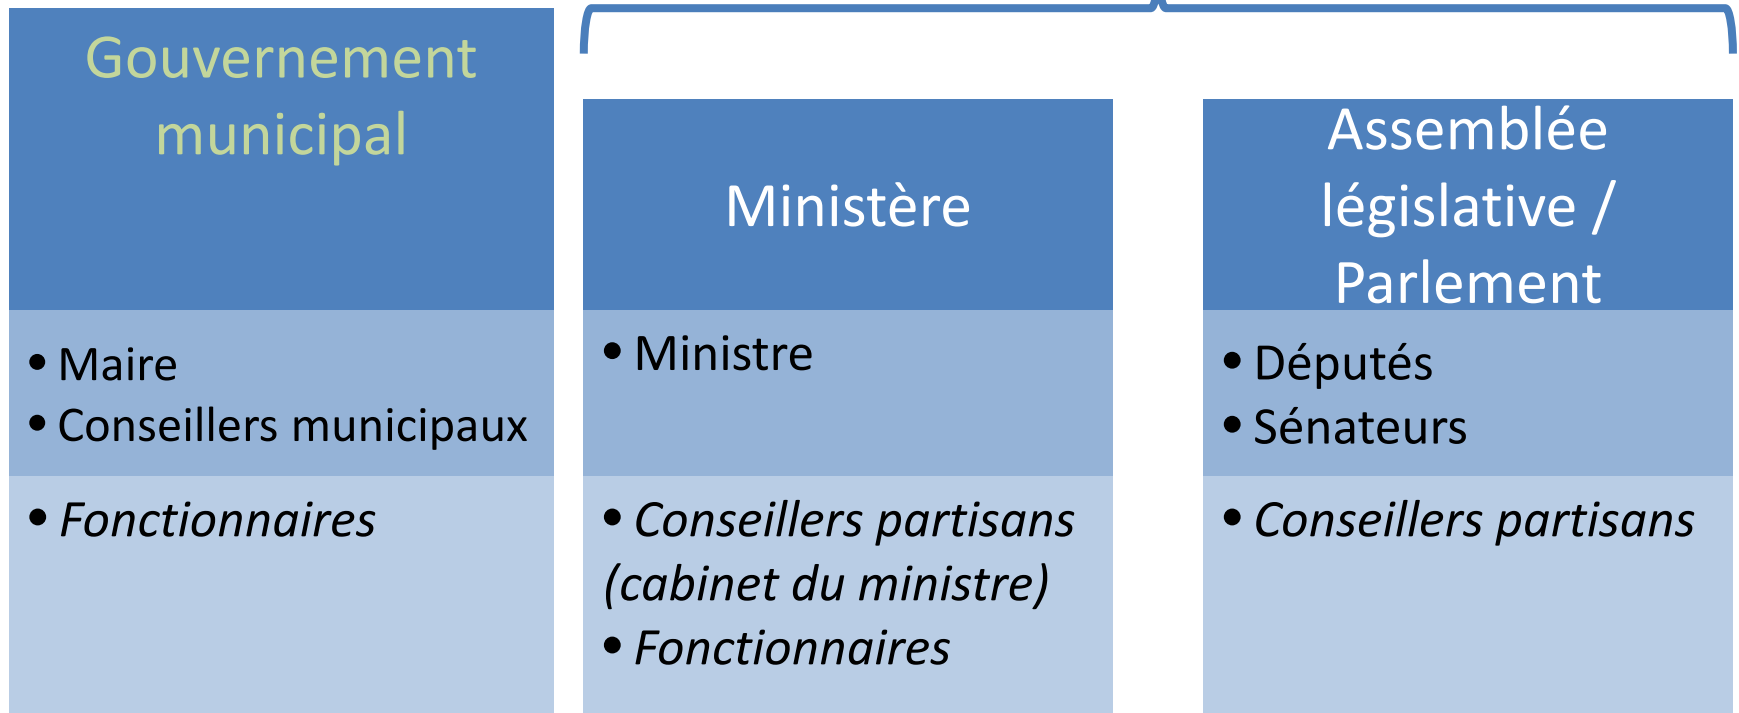 Gouvernement
municipal
• Maire
• Conseillers municipaux
• Fonctionnaires
Ministère
• Ministre
• Conseillers partisans
(cabinet du ministre)
• Fonctionnaires
Assemblée
législative /
Parlement
• Députés
• Sénateurs
• Conseillers partisans